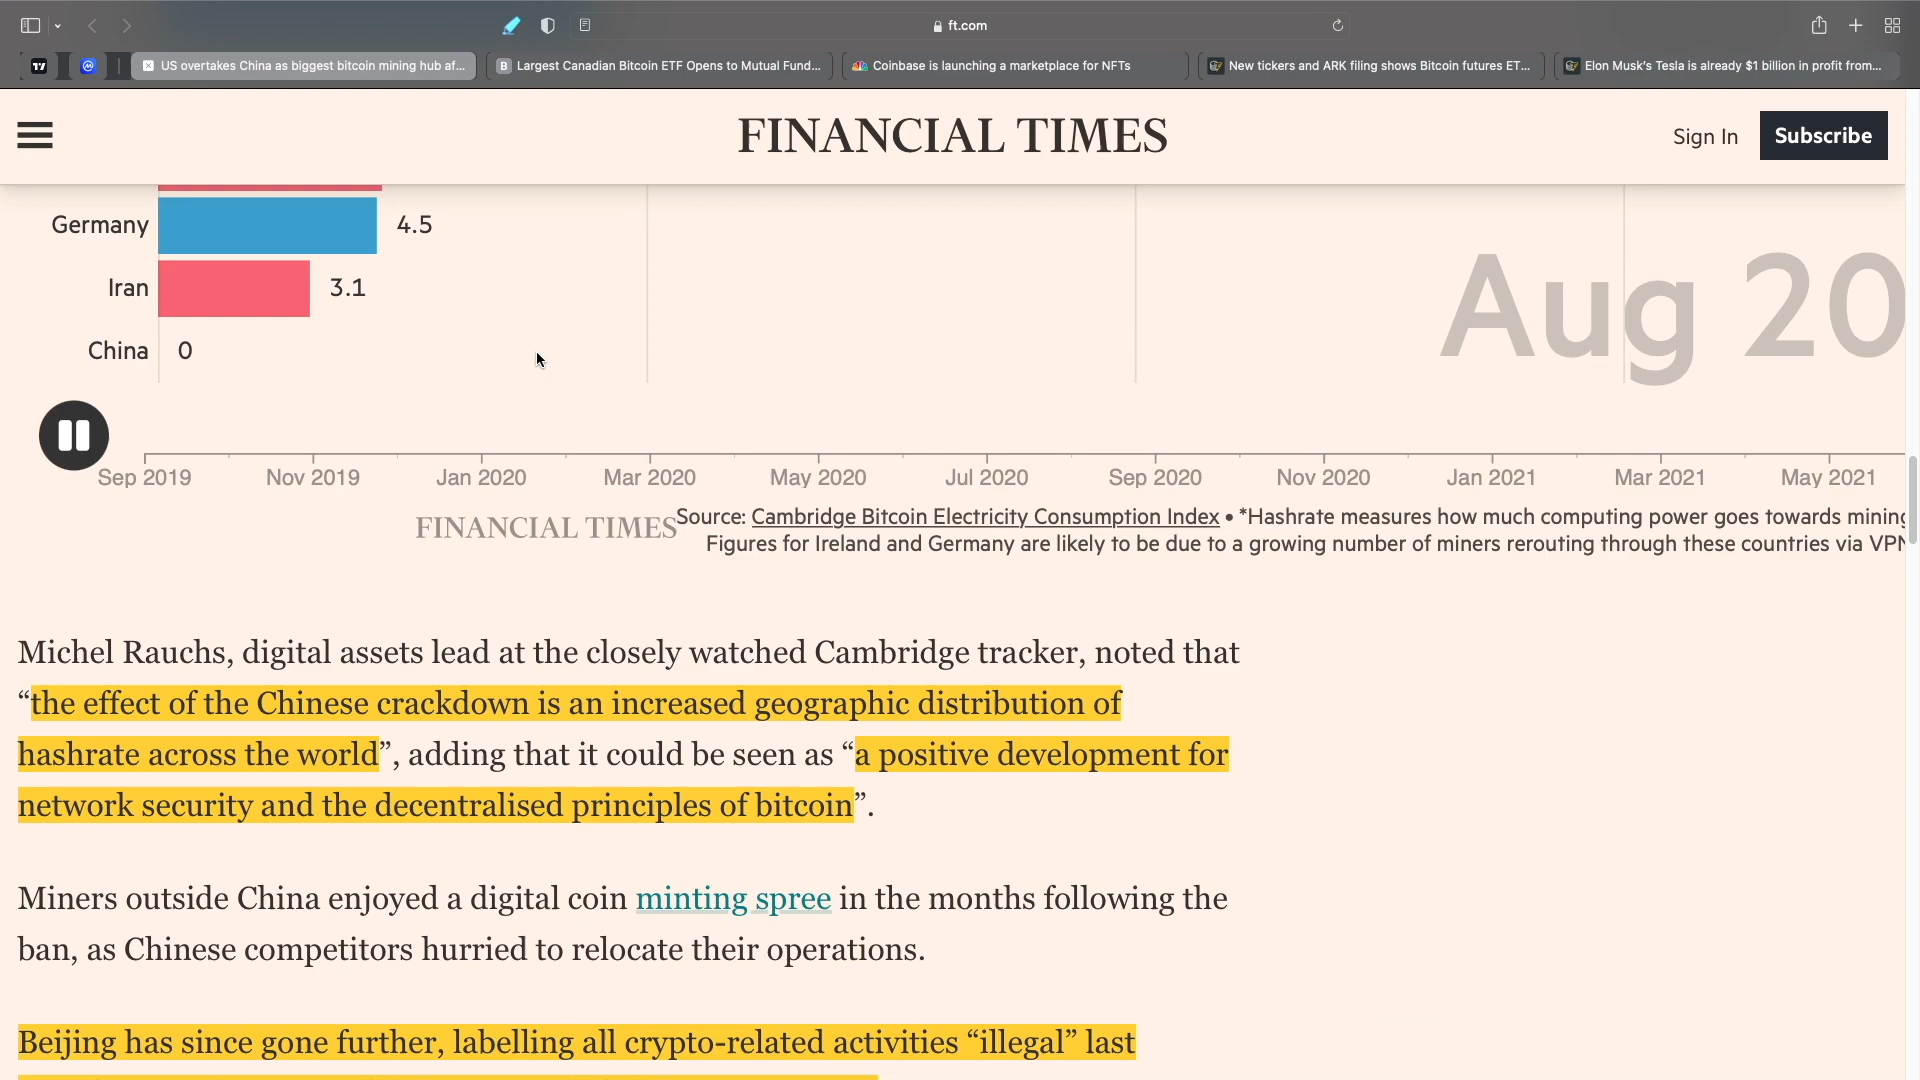 ft.com
US overtakes China as biggest bitcoin mining hub af...
Largest Canadian Bitcoin ETF Opens to Mutual Fund...
Coinbase is launching a marketplace for NFTs
New tickers and ARK filing shows Bitcoin futures ET...
Elon Musk's Tesla is already $1 billion in profit from...
FINANCIAL TIMES
Sign In
Subscribe
Germany 4.5
Iran 3.1
China 0
Aug 20
Sep 2019 Nov 2019 Jan 2020 Mar 2020 May 2020 Jul 2020 Sep 2020 Nov 2020 Jan 2021 Mar 2021 May 2021
FINANCIAL TIMES
Source: Cambridge Bitcoin Electricity Consumption Index • *Hashrate measures how much computing power goes towards mining
Figures for Ireland and Germany are likely to be due to a growing number of miners rerouting through these countries via VPN
Michel Rauchs, digital assets lead at the closely watched Cambridge tracker, noted that
“the effect of the Chinese crackdown is an increased geographic distribution of
hashrate across the world”, adding that it could be seen as “a positive development for
network security and the decentralised principles of bitcoin”.
Miners outside China enjoyed a digital coin minting spree in the months following the
ban, as Chinese competitors hurried to relocate their operations.
Beijing has since gone further, labelling all crypto-related activities “illegal” last